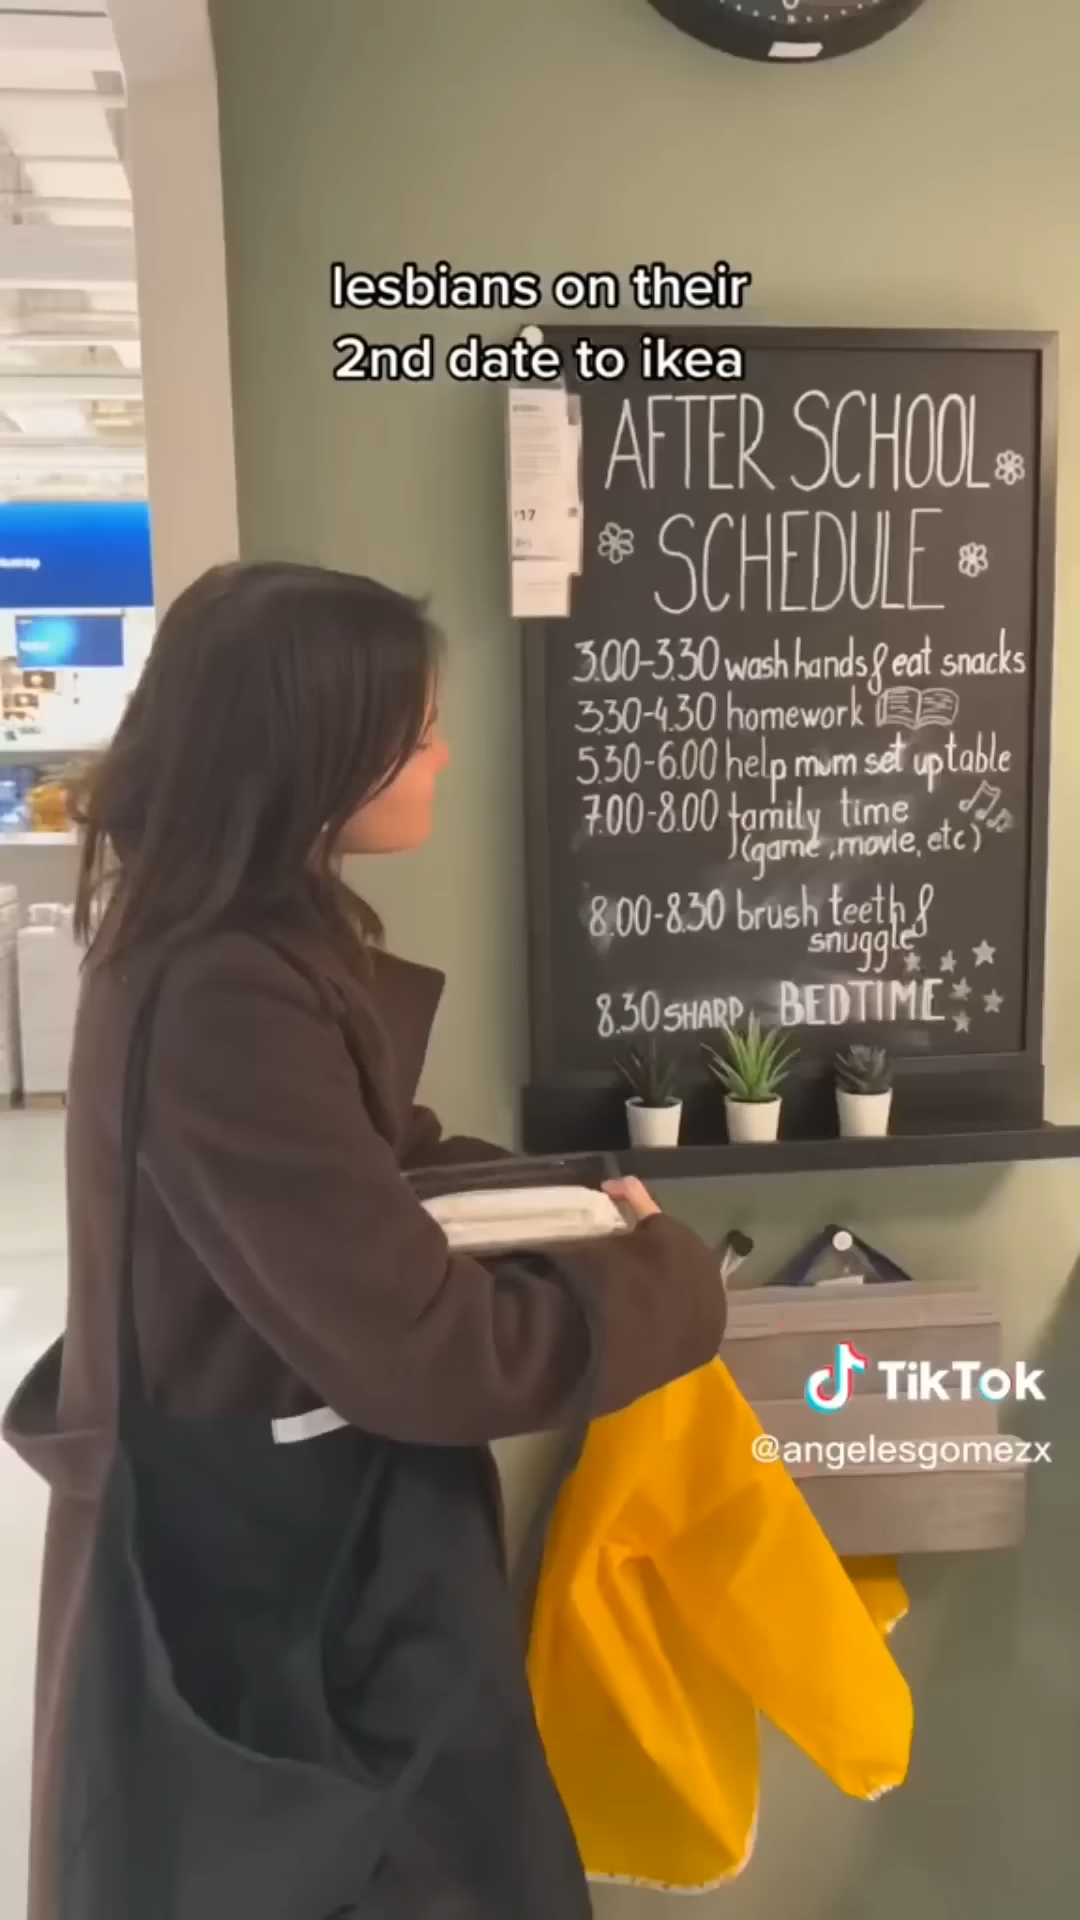 lesbians on their
2nd date to ikea
AFTER SCHOOL
SCHEDULE
17
3.00-3.30 wash hands & eat snacks
3.30-4.30 homework
5.30-6.00 help mum set up table
7.00-8.00 family time
(game, movie, etc)
8.00-8.30 brush teeth &
snuggle
8.30 SHARP BEDTIME
TikTok
@angelesgomezx